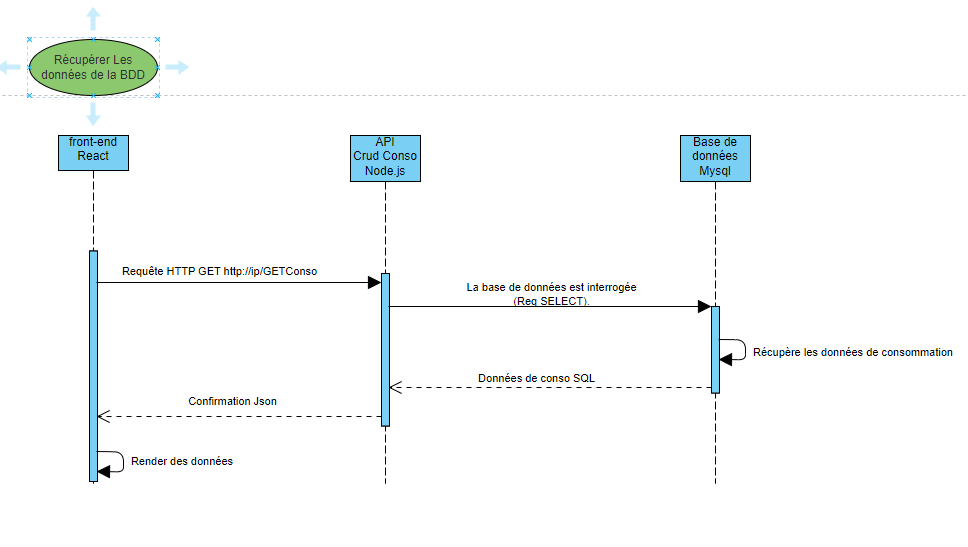 Récupérer Les
données de la BDD
front-end
React
API
Crud Conso
Node.js
Base de
données
Mysql
Requête HTTP GET http://ip/GETConso
La base de données est interrogée
(Req SELECT).
Récupère les données de consommation
Données de conso SQL
Confirmation Json
Render des données